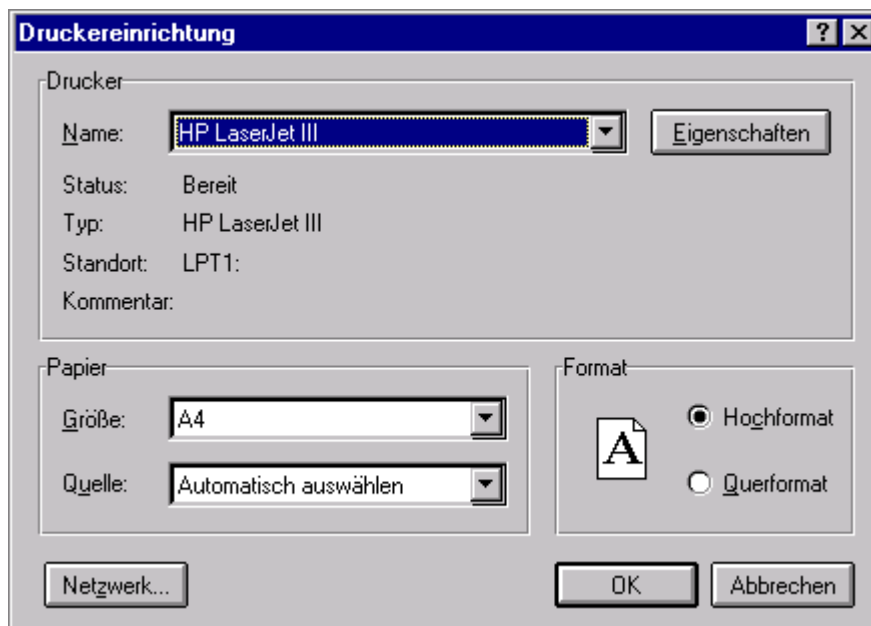 Druckereinrichtung
Drucker
Name: HP LaserJet III Eigenschaften
Status: Bereit
Typ: HP LaserJet III
Standort: LPT1:
Kommentar:
Papier
Größe: A4
Quelle: Automatisch auswählen
Format
A
Hochformat
Querformat
Netzwerk... OK Abbrechen